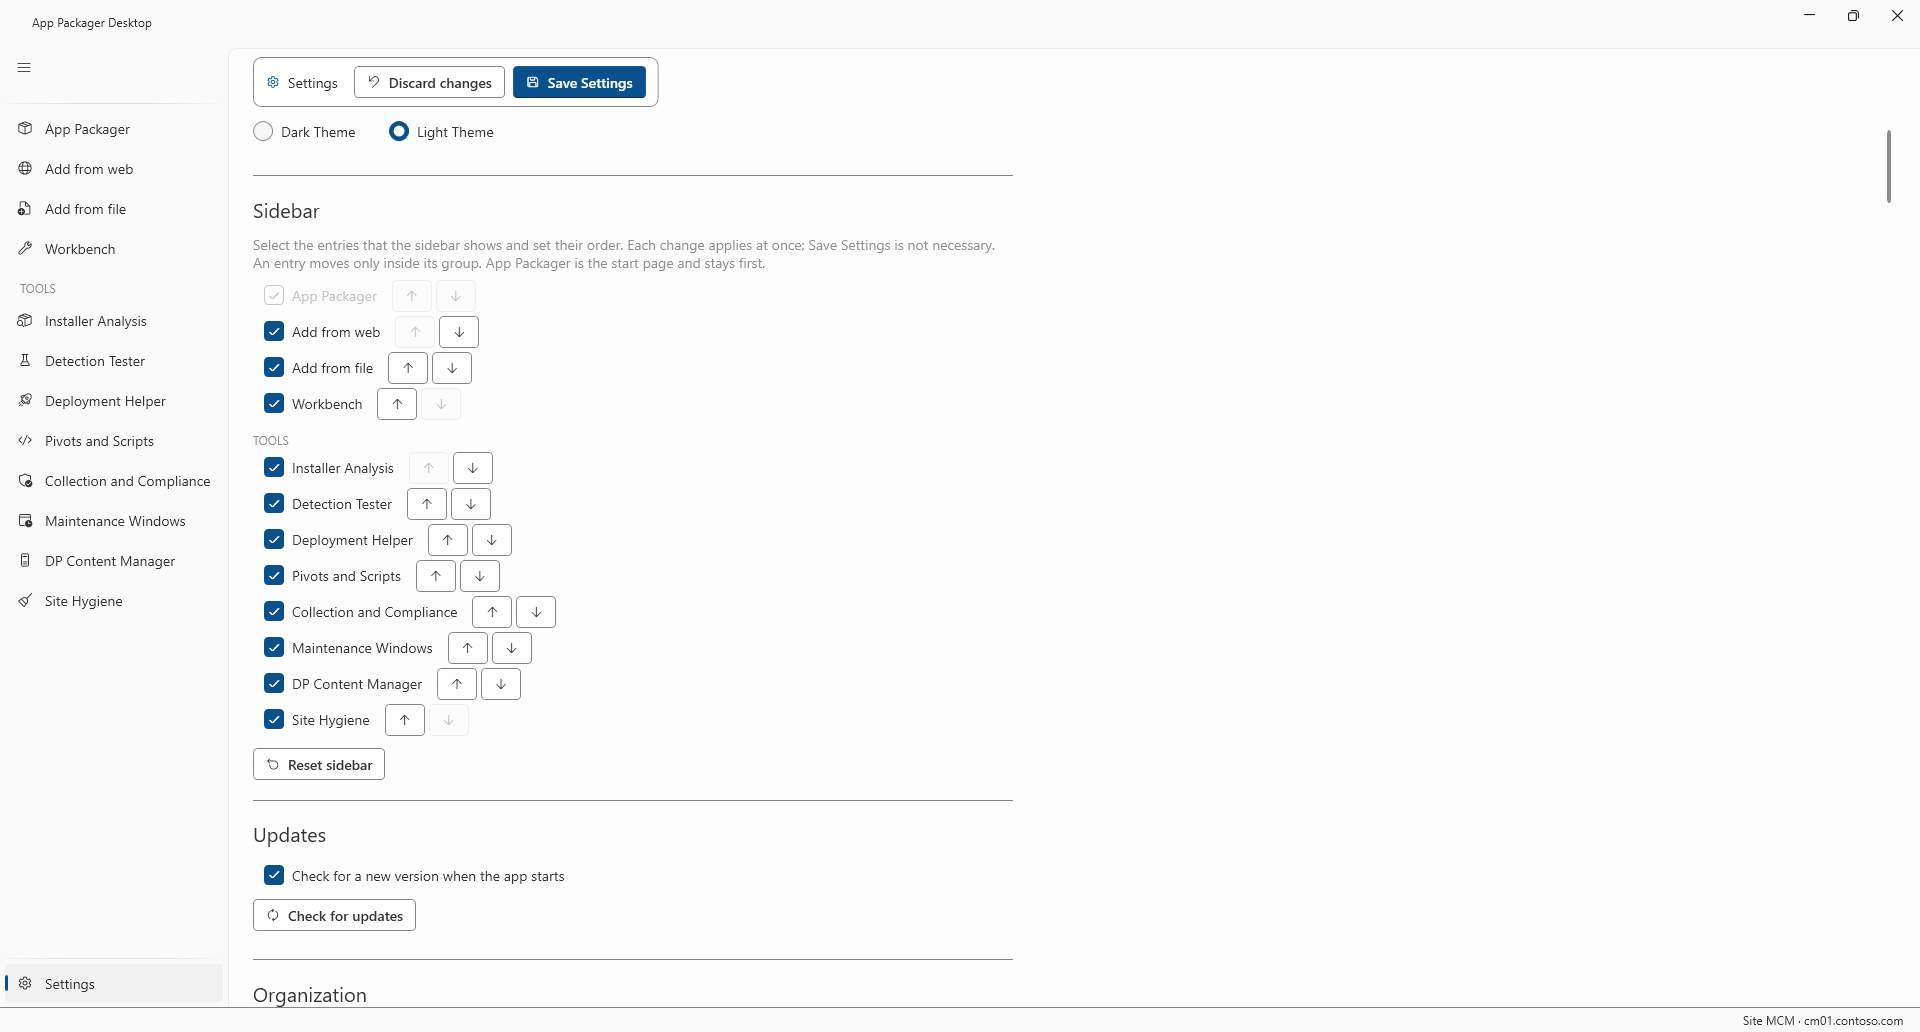 App Packager Desktop
Settings
Discard changes
Save Settings
Dark Theme
Light Theme
App Packager
Add from web
Add from file
Workbench
TOOLS
Installer Analysis
Detection Tester
Deployment Helper
Pivots and Scripts
Collection and Compliance
Maintenance Windows
DP Content Manager
Site Hygiene
Settings
Sidebar
Select the entries that the sidebar shows and set their order. Each change applies at once; Save Settings is not necessary.
An entry moves only inside its group. App Packager is the start page and stays first.
App Packager
Add from web
Add from file
Workbench
TOOLS
Installer Analysis
Detection Tester
Deployment Helper
Pivots and Scripts
Collection and Compliance
Maintenance Windows
DP Content Manager
Site Hygiene
Reset sidebar
Updates
Check for a new version when the app starts
Check for updates
Organization
Site MCM · cm01.contoso.com